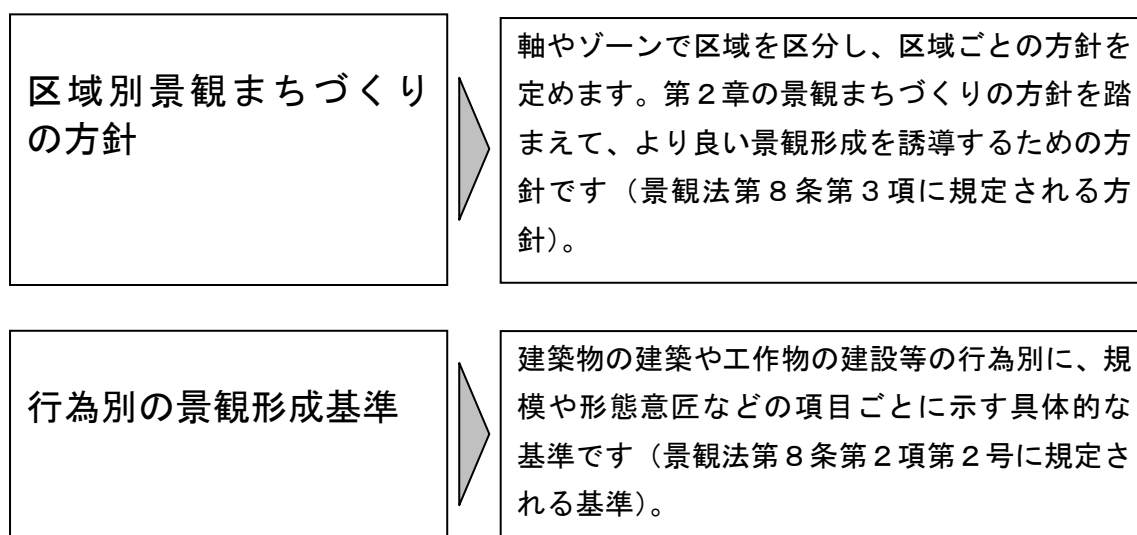 区域別景観まちづくり
の方針
軸やゾーンで区域を区分し、区域ごとの方針を
定めます。第２章の景観まちづくりの方針を踏
まえて、より良い景観形成を誘導するための方
針です（景観法第８条第３項に規定される方
針）。
行為別の景観形成基準
建築物の建築や工作物の建設等の行為別に、規
模や形態意匠などの項目ごとに示す具体的な
基準です（景観法第８条第２項第２号に規定さ
れる基準）。